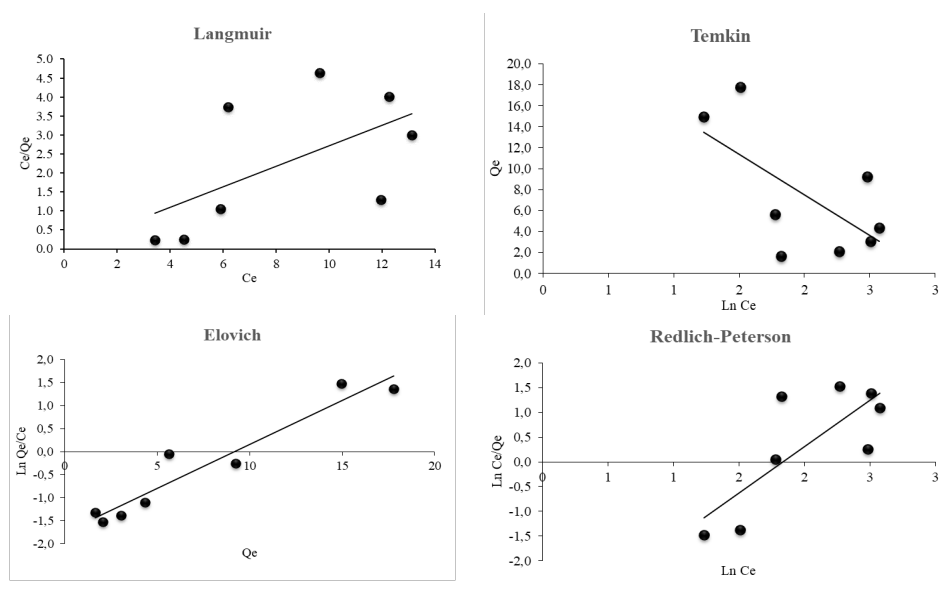 Langmuir
5.0
4.5
4.0
3.5
3.0
2.5
2.0
1.5
1.0
0.5
0.0
Ce/Qe
0 2 4 6 8 10 12 14
Ce
Temkin
20,0
18,0
16,0
14,0
12,0
10,0
8,0
6,0
4,0
2,0
0,0
Qe
0 1 1 2 2 3 3
Ln Ce
Elovich
2,0
1,5
1,0
0,5
0,0
-0,5
-1,0
-1,5
-2,0
Ln Qe/Ce
0 5 10 15 20
Qe
Redlich-Peterson
2,0
1,5
1,0
0,5
0,0
-0,5
-1,0
-1,5
-2,0
Ln Ce/Qe
0 1 1 2 2 3 3
Ln Ce